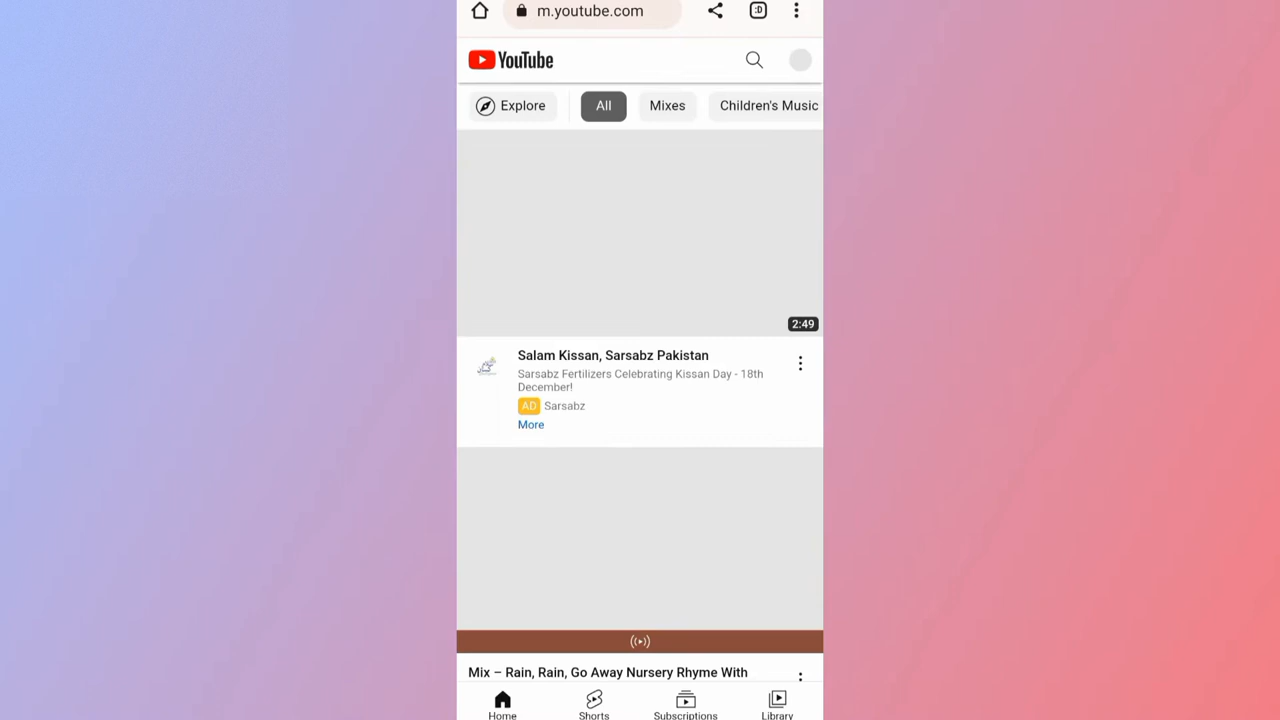 m.youtube.com :D
YouTube
Explore All Mixes Children's Music
2:49
Salam Kissan, Sarsabz Pakistan
Sarsabz Fertilizers Celebrating Kissan Day - 18th
December!
AD Sarsabz
More
Mix – Rain, Rain, Go Away Nursery Rhyme With
Home Shorts Subscriptions Library